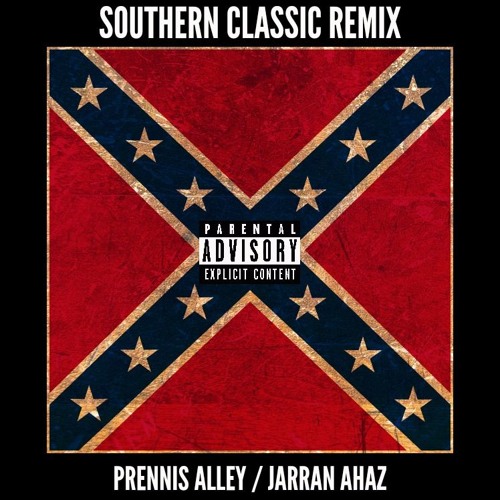 SOUTHERN CLASSIC REMIX
PARENTAL
ADVISORY
EXPLICIT CONTENT
PRENNIS ALLEY / JARRAN AHAZ